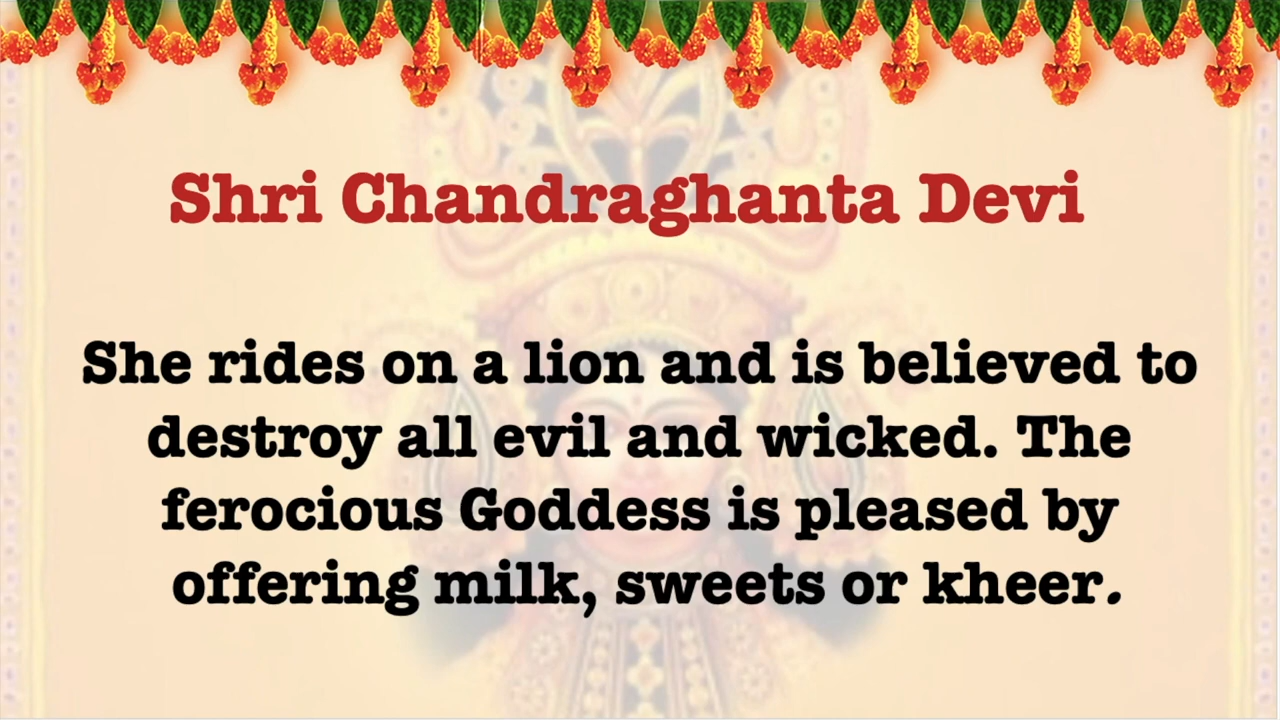 Shri Chandraghanta Devi
She rides on a lion and is believed to
destroy all evil and wicked. The
ferocious Goddess is pleased by
offering milk, sweets or kheer.